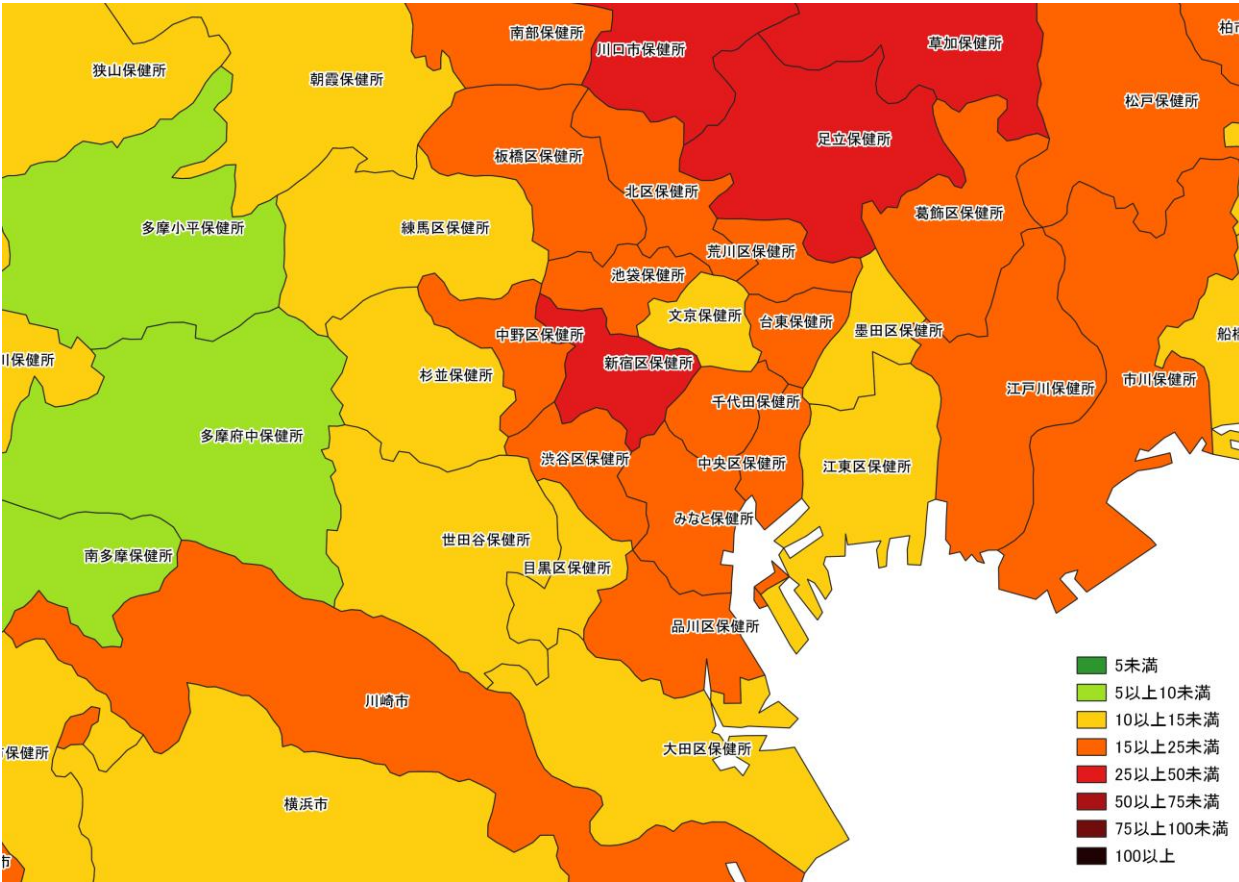 南部保健所
川口市保健所
草加保健所
柏市
狭山保健所
朝霞保健所
松戸保健所
足立保健所
板橋区保健所
北区保健所
葛飾区保健所
多摩小平保健所
練馬区保健所
荒川区保健所
池袋保健所
文京保健所
台東保健所
墨田区保健所
中野区保健所
船橋
川保健所
杉並保健所
新宿区保健所
千代田保健所
江戸川保健所
市川保健所
多摩府中保健所
渋谷区保健所
中央区保健所
江東区保健所
みなと保健所
世田谷保健所
南多摩保健所
目黒区保健所
品川区保健所
川崎市
大田区保健所
保健所
横浜市
市
5未満
5以上10未満
10以上15未満
15以上25未満
25以上50未満
50以上75未満
75以上100未満
100以上